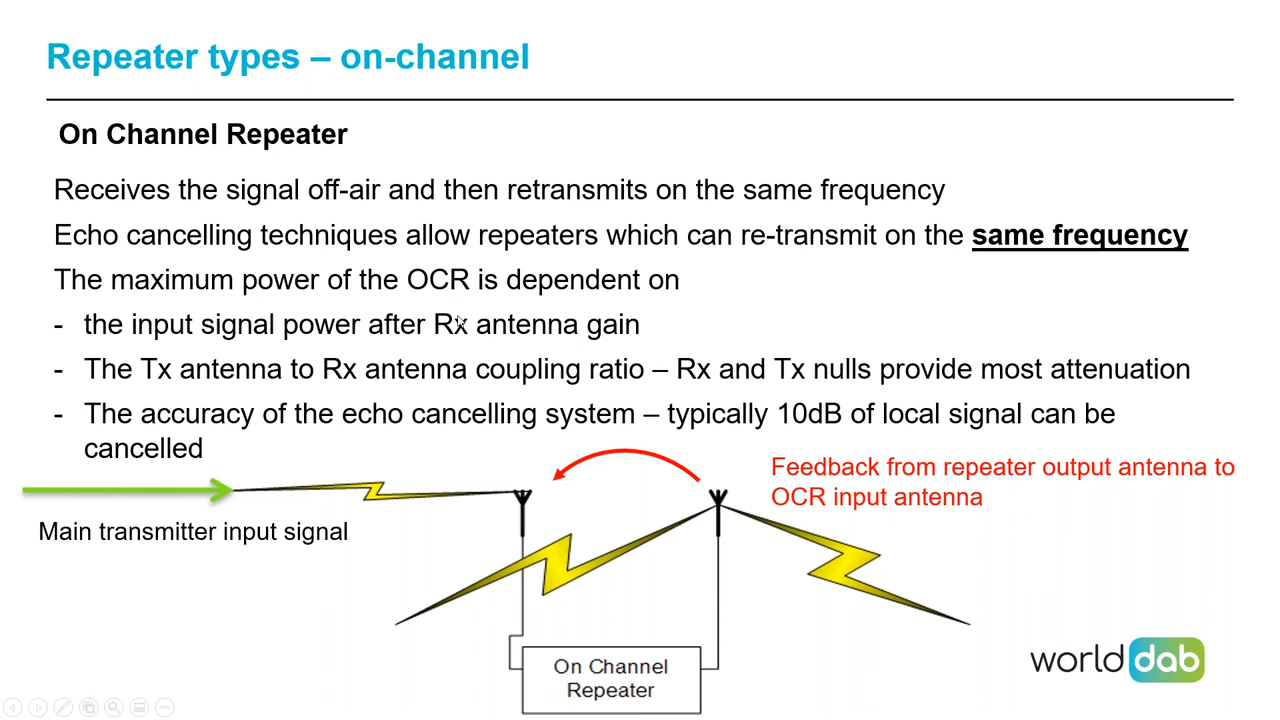 Repeater types – on-channel
On Channel Repeater
Receives the signal off-air and then retransmits on the same frequency
Echo cancelling techniques allow repeaters which can re-transmit on the same frequency
The maximum power of the OCR is dependent on
- the input signal power after Rx antenna gain
- The Tx antenna to Rx antenna coupling ratio – Rx and Tx nulls provide most attenuation
- The accuracy of the echo cancelling system – typically 10dB of local signal can be
cancelled
Feedback from repeater output antenna to
OCR input antenna
Main transmitter input signal
On Channel
Repeater
world dab